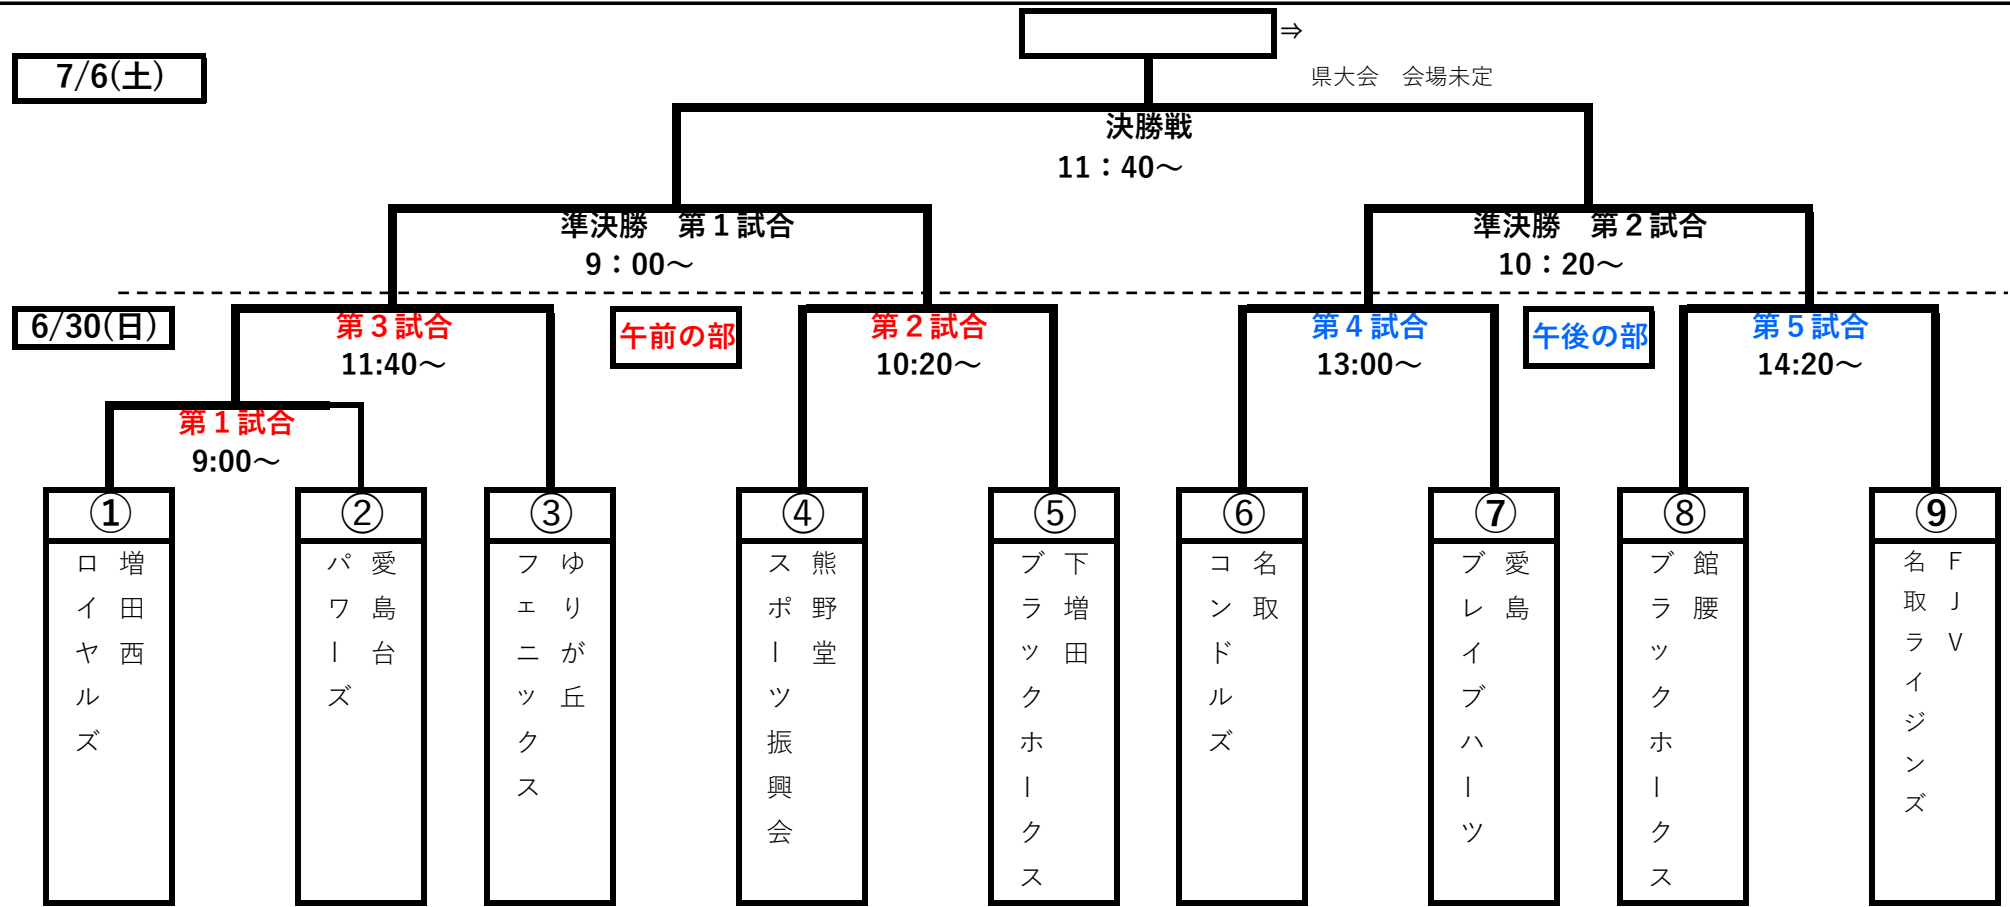 ⇒
7/6(土)
県大会　会場未定
決勝戦
11：40～
準決勝　第１試合
9：00～
準決勝　第２試合
10：20～
6/30(日)
第３試合
11:40～
午前の部
第２試合
10:20～
第４試合
13:00～
午後の部
第５試合
14:20～
第１試合
9:00～
①
増田西
ロイヤルズ
②
愛島台
パワーズ
③
ゆりが丘
フェニックス
④
熊野堂
スポーツ振興会
⑤
下増田
ブラックホークス
⑥
名取
コンドルズ
⑦
愛島
ブレイブハーツ
⑧
館腰
ブラックホークス
⑨
ＦＪＶ
名取ライジンズ